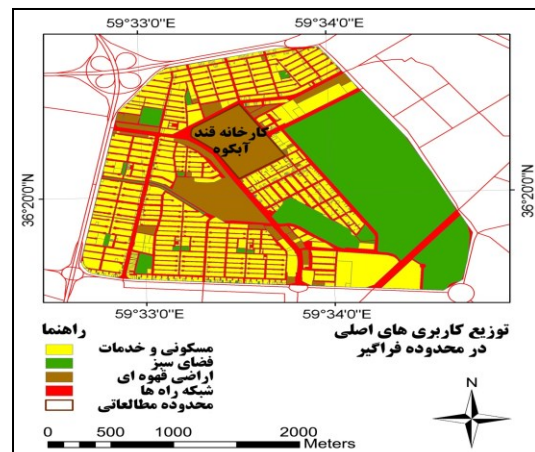 59°33'0"E
59°34'0"E
36°20'0"N
36°20'0"N
کارخانه قند
آبکوه
59°33'0"E
59°34'0"E
راهنما
مسکونی و خدمات
فضای سبز
اراضی قهوه ای
شبکه راه ها
محدوده مطالعاتی
توزیع کاربری های اصلی
در محدوده فراگیر
N
0 500 1000 2000
Meters